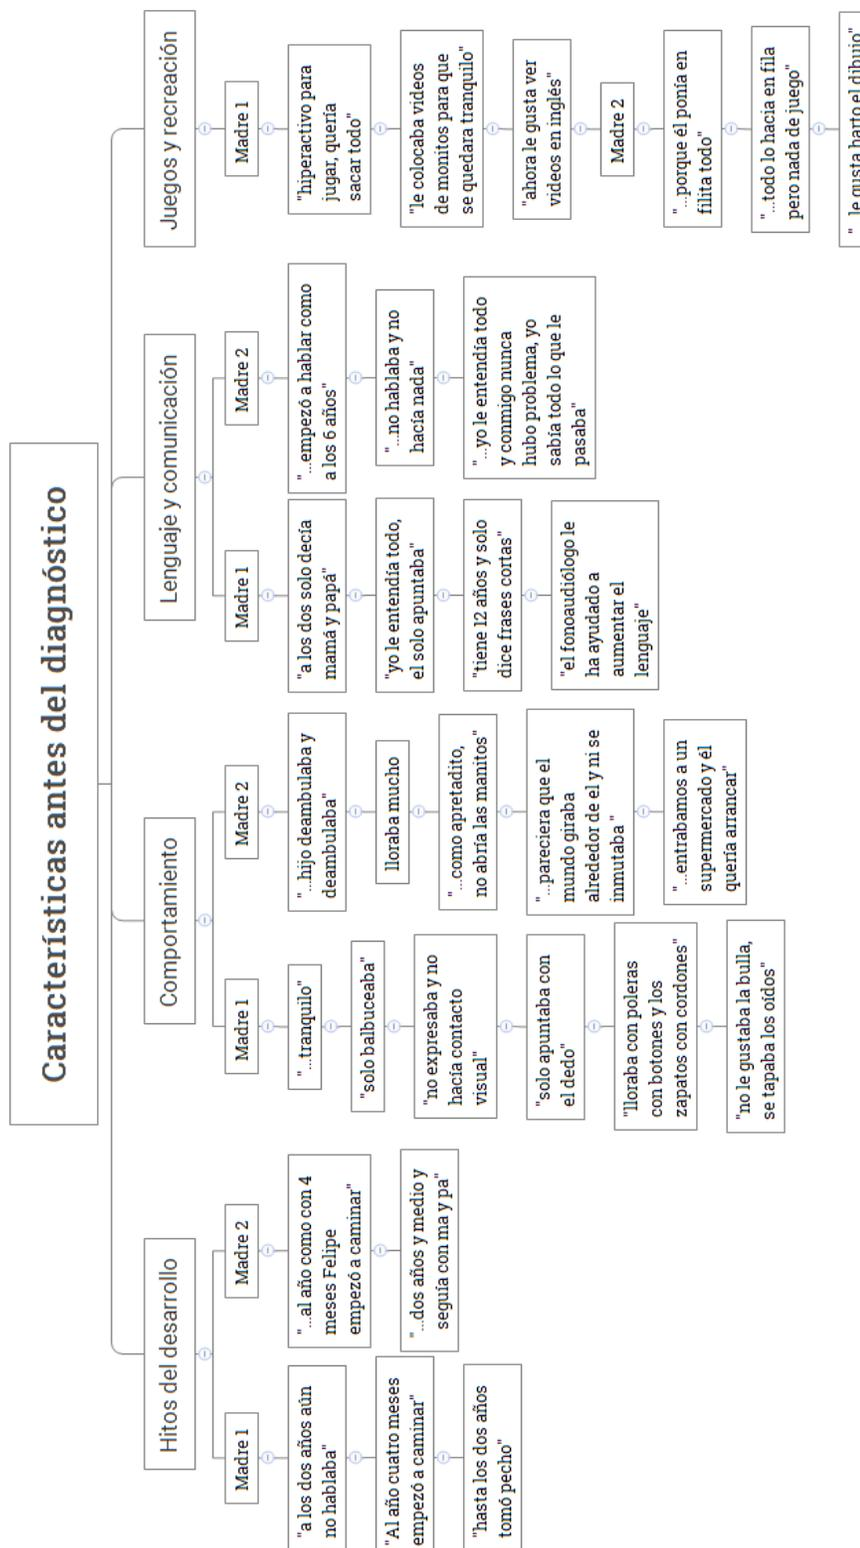 Características antes del diagnóstico
Hitos del desarrollo
Madre 1
"a los dos años aún
no hablaba"
"Al año cuatro meses
empezó a caminar"
"hasta los dos años
tomó pecho"
Madre 2
"...al año como con 4
meses Felipe
empezó a caminar"
"...dos años y medio y
seguía con ma y pa"
Comportamiento
Madre 1
"...tranquilo"
"solo balbuceaba"
"no expresaba y no
hacía contacto
visual"
"solo apuntaba con
el dedo"
"lloraba con poleras
con botones y los
zapatos con cordones"
"no le gustaba la bulla,
se tapaba los oídos"
Madre 2
"...hijo deambulaba y
deambulaba"
lloraba mucho
"...como apretadito,
no abría las manitos"
"...pareciera que el
mundo giraba
alrededor de el y ni se
inmutaba "
"...entrabamos a un
supermercado y él
quería arrancar"
Lenguaje y comunicación
Madre 1
"a los dos solo decía
mamá y papá"
"yo le entendía todo,
el solo apuntaba"
"tiene 12 años y solo
dice frases cortas"
"el fonoaudiólogo le
ha ayudado a
aumentar el
lenguaje"
Madre 2
"...empezó a hablar como
a los 6 años"
"...no hablaba y no
hacía nada"
"...yo le entendía todo
y conmigo nunca
hubo problema, yo
sabía todo lo que le
pasaba"
Juegos y recreación
Madre 1
"hiperactivo para
jugar, quería
sacar todo"
"le colocaba videos
de monitos para que
se quedara tranquilo"
"ahora le gusta ver
videos en inglés"
Madre 2
"...porque él ponía en
filita todo"
"...todo lo hacia en fila
pero nada de juego"
"...le gusta harto el dibujo"